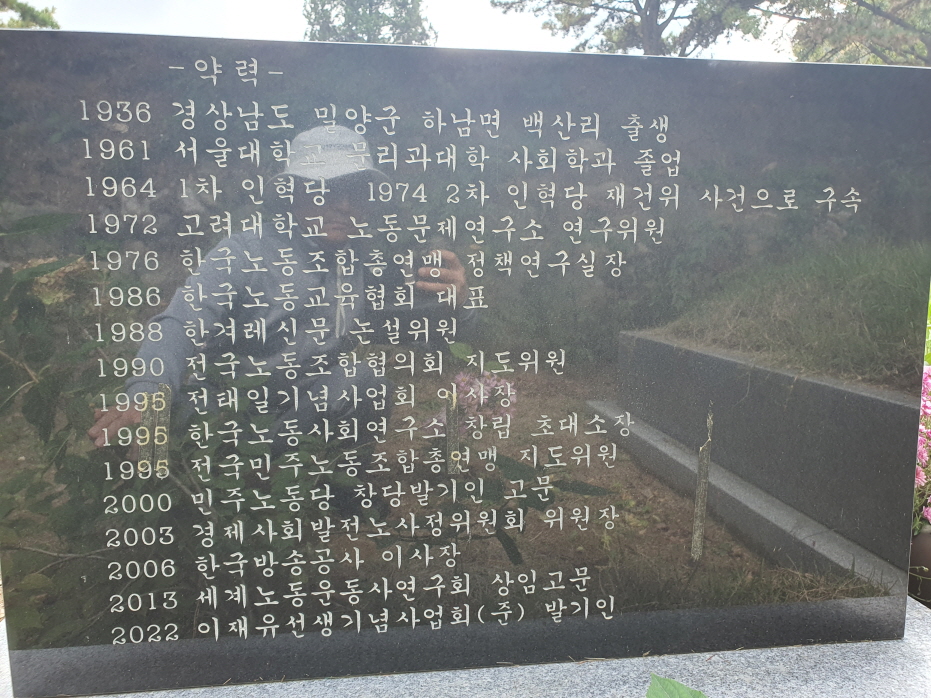 -약 력-
1936 경상남도 밀양군 하남면 백산리 출생
1961 서울대학교 문리과대학 사회학과 졸업
1964 1차 인혁당 1974 2차 인혁당 재건위 사건으로 구속
1972 고려대학교 노동문제연구소 연구위원
1976 한국노동조합총연맹 정책연구실장
1986 한국노동교육협회 대표
1988 한겨레신문 논설위원
1990 전국노동조합협의회 지도위원
1995 전태일기념사업회 이사장
1995 한국노동사회연구소 창립 초대소장
1995 전국민주노동조합총연맹 지도위원
2000 민주노동당 창당발기인 고문
2003 경제사회발전노사정위원회 위원장
2006 한국방송공사 이사장
2013 세계노동운동사연구회 상임고문
2022 이재유선생기념사업회(준) 발기인